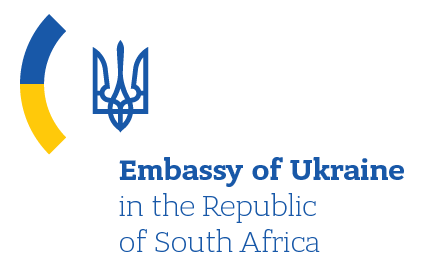 Embassy of Ukraine
in the Republic
of South Africa